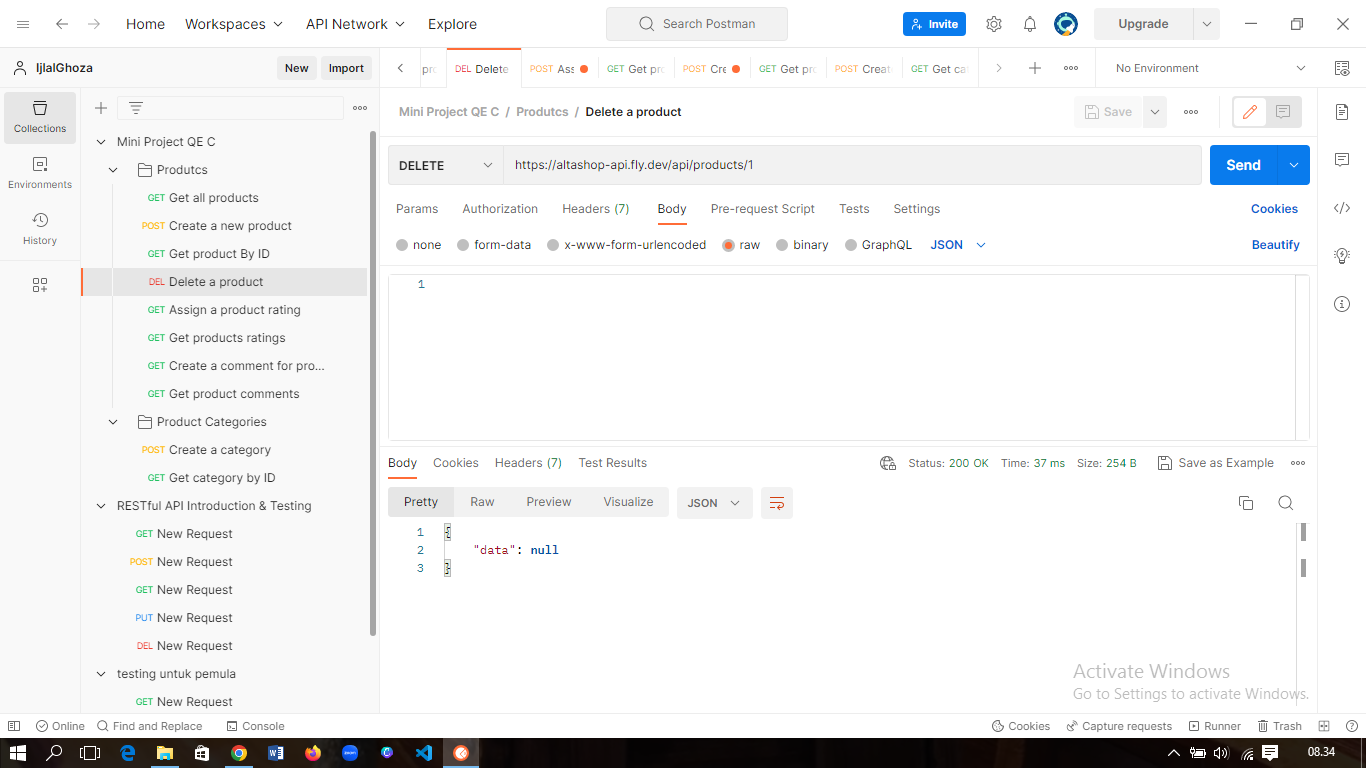 Home Workspaces API Network Explore Search Postman Invite Upgrade
IjlalGhoza New Import DEL Delete POST Ass GET Get pr POST Cre GET Get pr POST Creat GET Get ca No Environment
Collections
Environments
History
Mini Project QE C
Produtcs
GET Get all products
POST Create a new product
GET Get product By ID
DEL Delete a product
GET Assign a product rating
GET Get products ratings
GET Create a comment for pro...
GET Get product comments
Product Categories
POST Create a category
GET Get category by ID
RESTful API Introduction & Testing
GET New Request
POST New Request
GET New Request
PUT New Request
DEL New Request
testing untuk pemula
GET New Request
Mini Project QE C / Produtcs / Delete a product Save
DELETE https://altashop-api.fly.dev/api/products/1 Send
Params Authorization Headers (7) Body Pre-request Script Tests Settings Cookies
none form-data x-www-form-urlencoded raw binary GraphQL JSON Beautify
1
Body Cookies Headers (7) Test Results Status: 200 OK Time: 37 ms Size: 254 B Save as Example
Pretty Raw Preview Visualize JSON
1 {
2 "data": null
3 }
Activate Windows
Go to Settings to activate Windows.
Online Find and Replace Console Cookies Capture requests Runner Trash
08.34